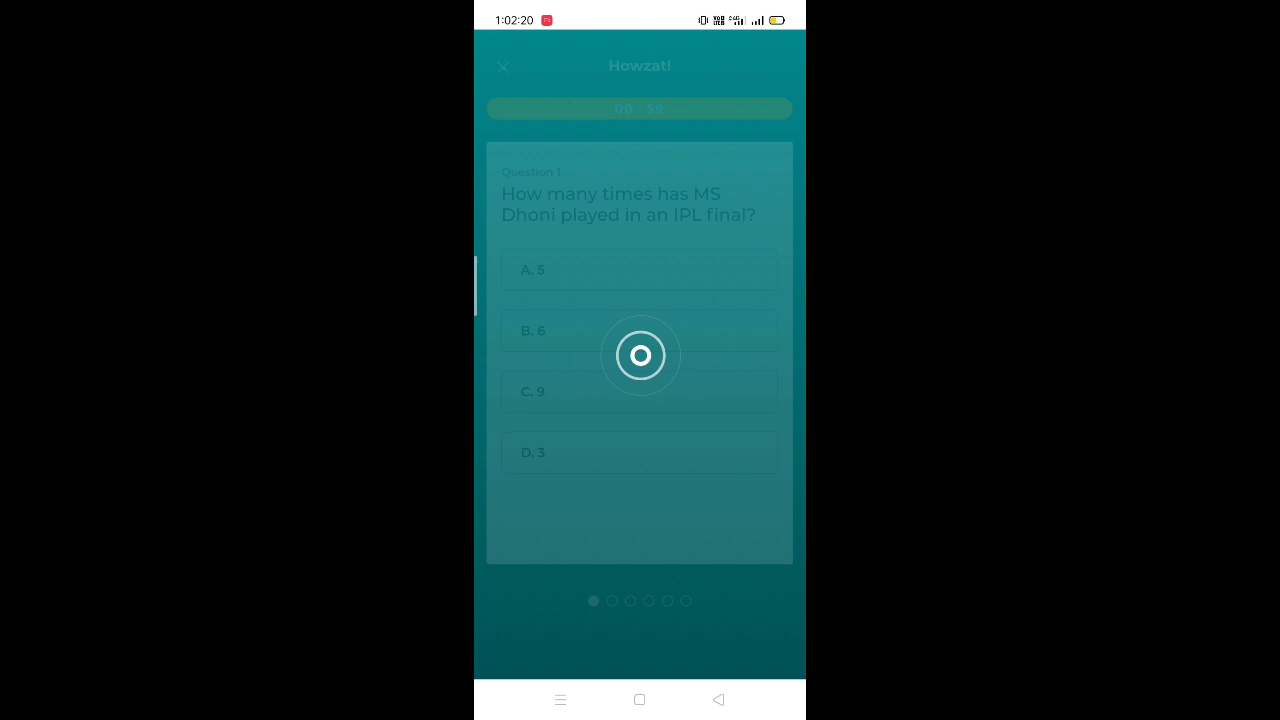 1:02:20
Howzat!
00 : 59
Question 1
How many times has MS
Dhoni played in an IPL final?
A. 5
B. 6
C. 9
D. 3